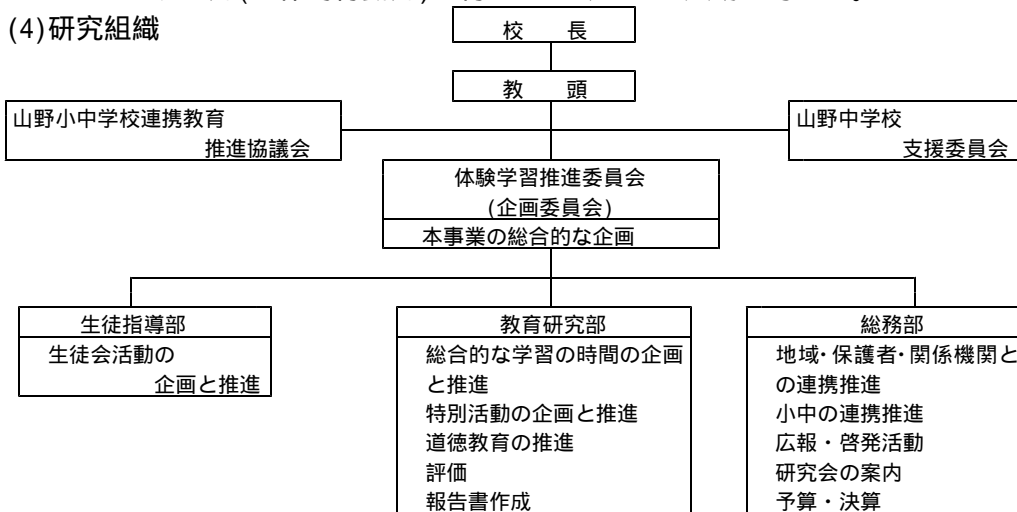 (4)研究組織
校　長
教　頭
山野小中学校連携教育
推進協議会
山野中学校
支援委員会
体験学習推進委員会
(企画委員会)
本事業の総合的な企画
生徒指導部
生徒会活動の
企画と推進
教育研究部
総合的な学習の時間の企画
と推進
特別活動の企画と推進
道徳教育の推進
評価
報告書作成
総務部
地域・保護者・関係機関と
の連携推進
小中の連携推進
広報・啓発活動
研究会の案内
予算・決算